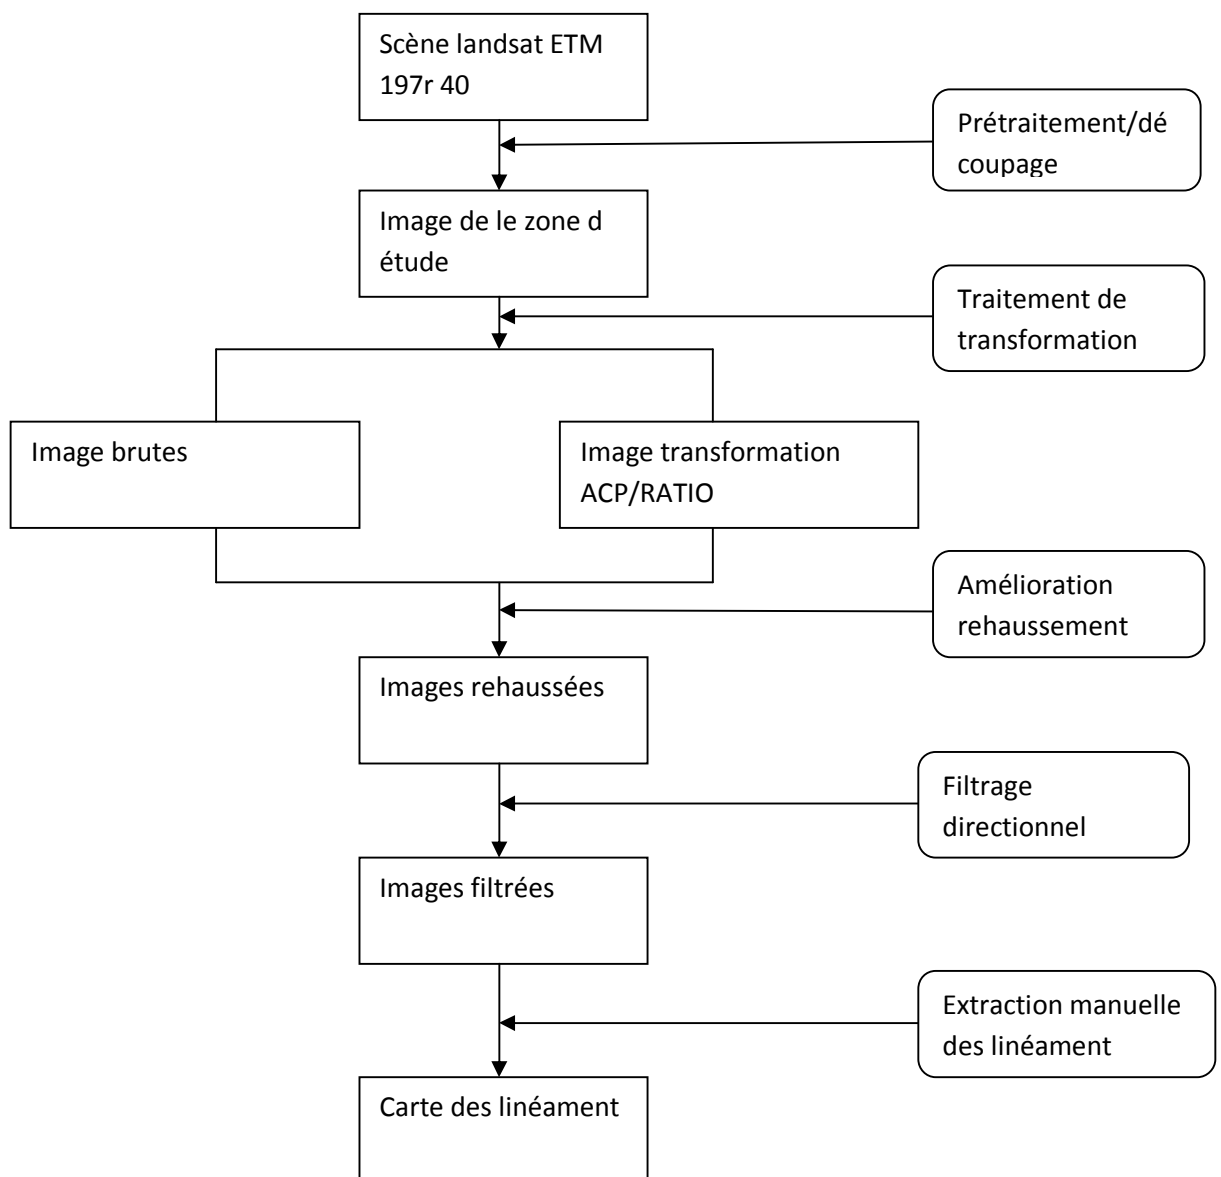 Scène landsat ETM
197r 40
Prétraitement/dé
coupage
Image de le zone d
étude
Traitement de
transformation
Image brutes
Image transformation
ACP/RATIO
Amélioration
rehaussement
Images rehaussées
Filtrage
directionnel
Images filtrées
Extraction manuelle
des linéament
Carte des linéament